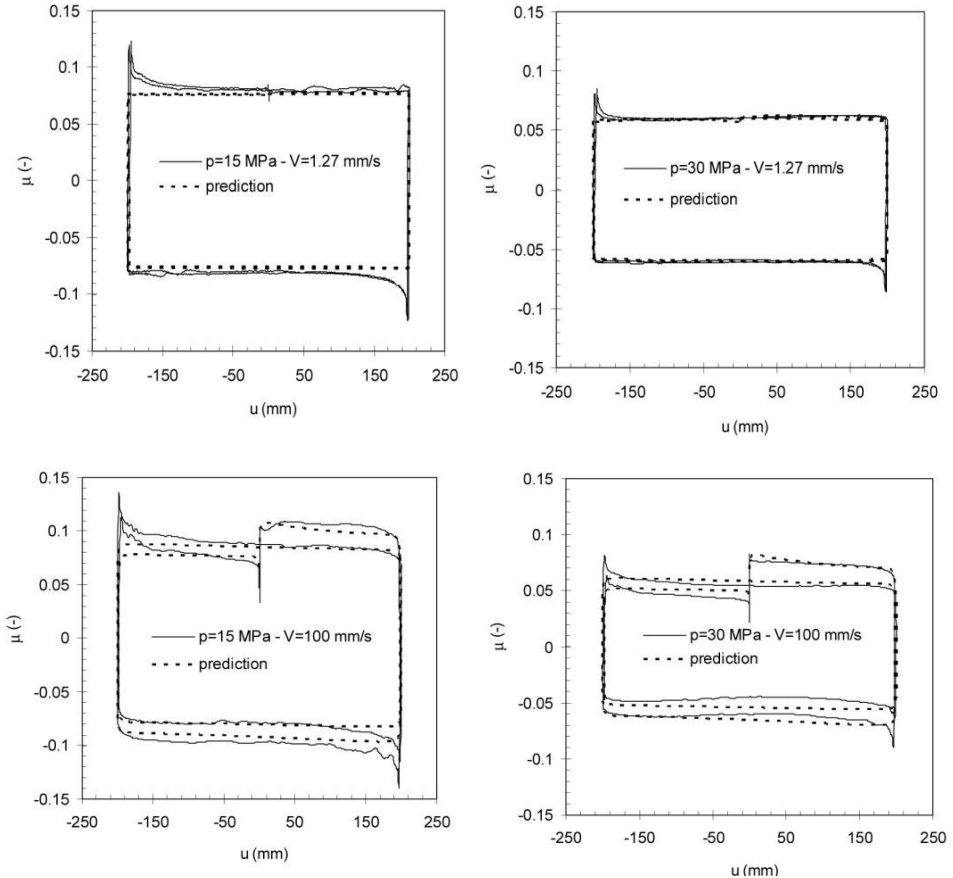 0.15
0.1
0.05
0
-0.05
-0.1
-0.15
μ (-)
p=15 MPa - V=1.27 mm/s
prediction
-250 -150 -50 50 150 250
u (mm)
0.15
0.1
0.05
0
-0.05
-0.1
-0.15
μ (-)
p=30 MPa - V=1.27 mm/s
prediction
-250 -150 -50 50 150 250
u (mm)
0.15
0.1
0.05
0
-0.05
-0.1
-0.15
μ (-)
p=15 MPa - V=100 mm/s
prediction
-250 -150 -50 50 150 250
u (mm)
0.15
0.1
0.05
0
-0.05
-0.1
-0.15
μ (-)
p=30 MPa - V=100 mm/s
prediction
-250 -150 -50 50 150 250
u (mm)